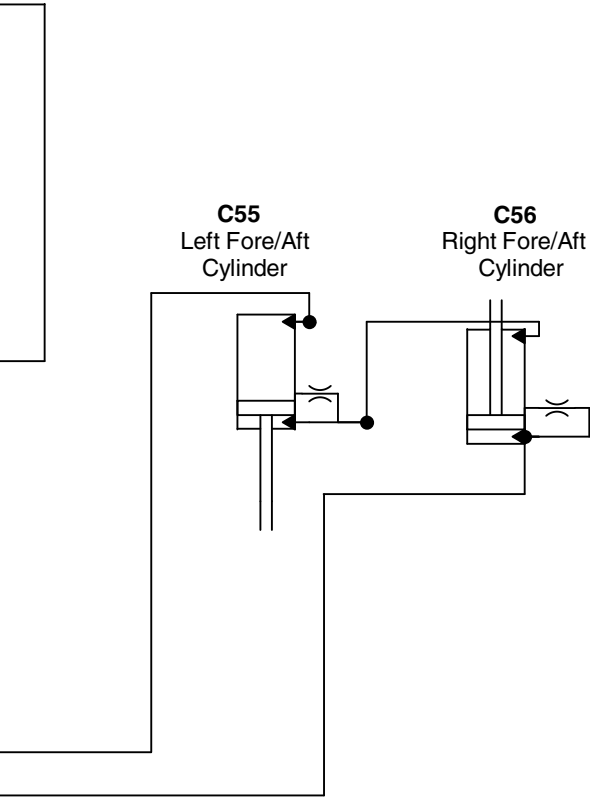 C55
Left Fore/Aft
Cylinder
C56
Right Fore/Aft
Cylinder